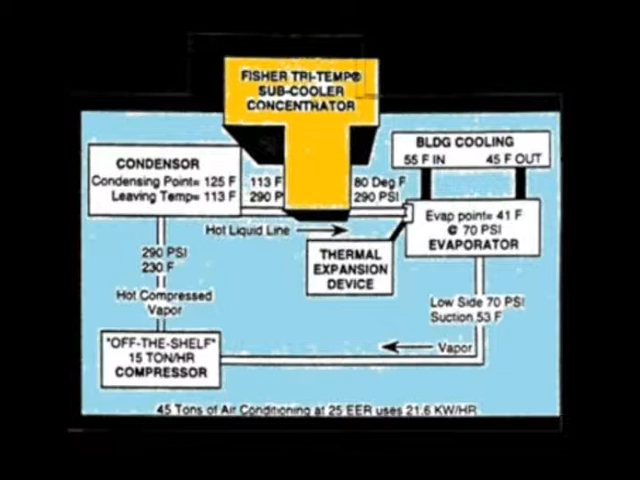 FISHER TRI-TEMP®
SUB-COOLER
CONCENTRATOR
BLDG COOLING
55 F IN 45 F OUT
CONDENSOR
Condensing Point= 125 F
Leaving Temp= 113 F
113 F
290 P
80 Deg F
290 PSI
Evap point= 41 F
@ 70 PSI
EVAPORATOR
Hot Liquid Line
THERMAL
EXPANSION
DEVICE
290 PSI
230 F
Hot Compressed
Vapor
Low Side 70 PSI
Suction 53 F
"OFF-THE-SHELF"
15 TON/HR
COMPRESSOR
Vapor
45 Tons of Air Conditioning at 25 EER uses 21.6 KW/HR